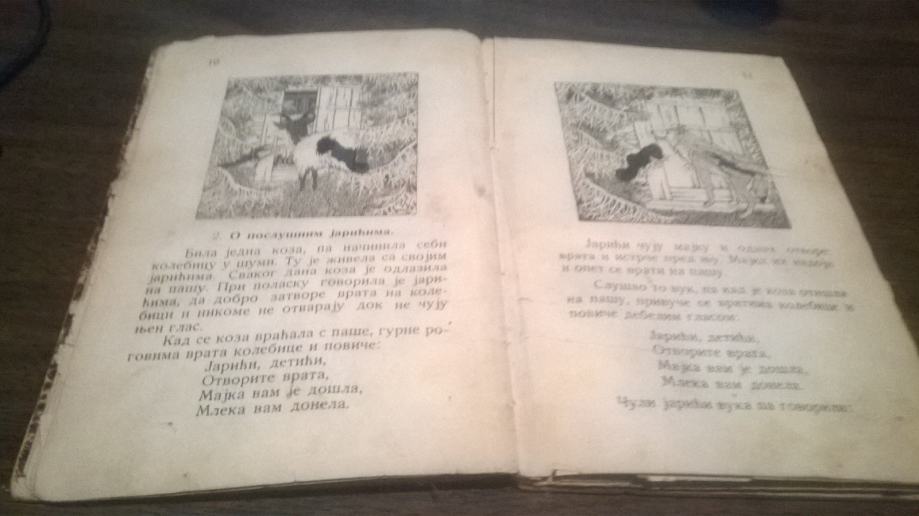 10
2. О послушним јарићима.
Била једна коза, па начинила себи
колебицу у шуми. Ту је живела са својим
јарићима. Сваког дана коза је одлазила
на пашу. При поласку говорила је јари-
ћима, да добро затворе врата на коле-
бици и никоме не отварају док не чују
њен глас.
Кад се коза враћала с паше, гурне ро-
говима врата колебице и повиче:
Јарићи, детићи,
Отворите врата,
Мајка вам је дошла,
Млека вам донела.
11
Јарићи чују мајку и одмах отворе
врата и истрче пред њу. Мајка их надоји
и опет се врати на пашу.
Слушао то вук, па кад је коза отишла
на пашу, привуче се вратима колебице и
повиче дебелим гласом:
Јарићи, детићи,
Отворите врата,
Мајка вам је дошла,
Млека вам донела.
Чули јарићи вука па говорили: